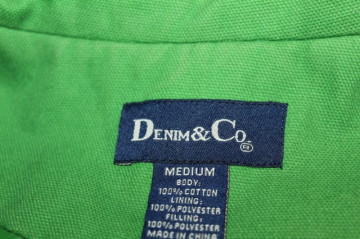 DENIM&CO.®
MEDIUM
BODY:
100% COTTON
LINING:
100% POLYESTER
FILLING:
100% POLYESTER
MADE IN CHINA